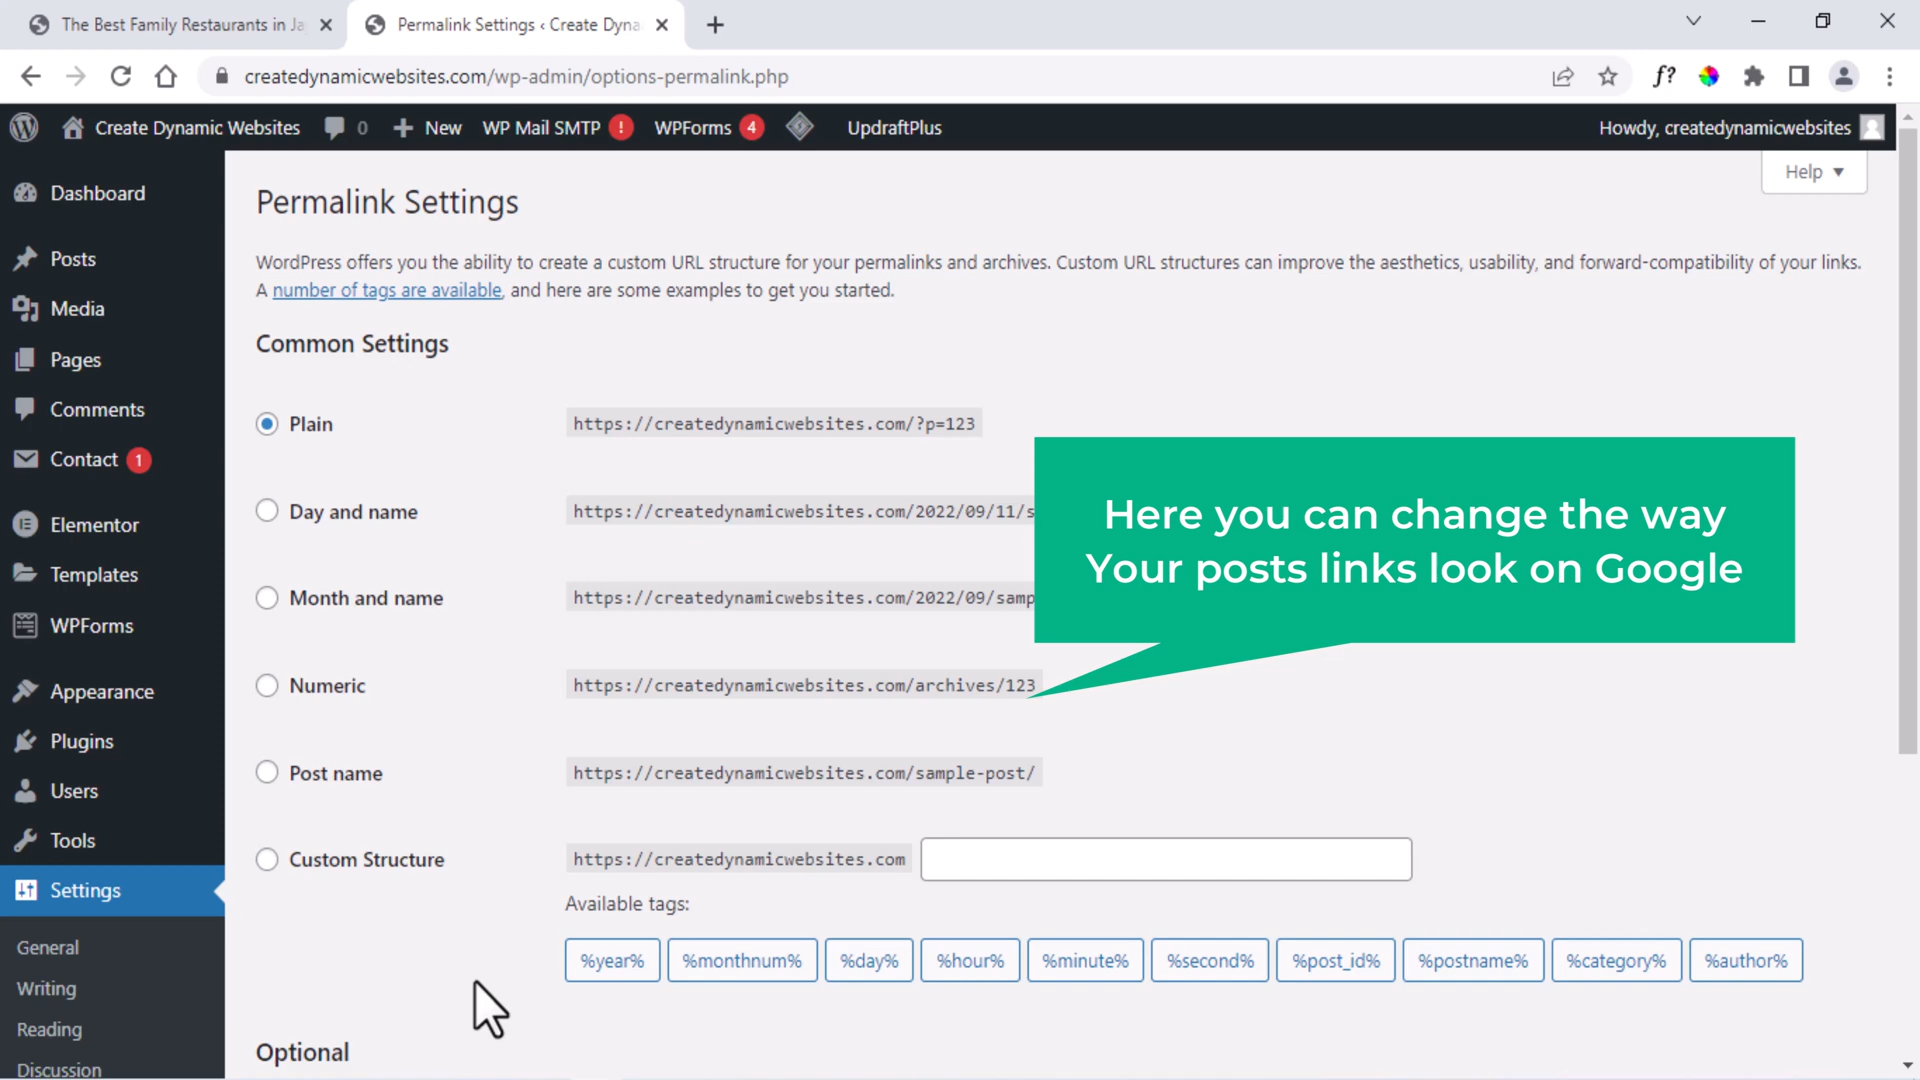 The Best Family Restaurants in Ja
Permalink Settings ‹ Create Dyna
createdynamicwebsites.com/wp-admin/options-permalink.php
f?
Create Dynamic Websites
0
New
WP Mail SMTP !
WPForms 4
UpdraftPlus
Howdy, createdynamicwebsites
Help ▼
Dashboard
Posts
Media
Pages
Comments
Contact 1
Elementor
Templates
WPForms
Appearance
Plugins
Users
Tools
Settings
General
Writing
Reading
Discussion
Permalink Settings
WordPress offers you the ability to create a custom URL structure for your permalinks and archives. Custom URL structures can improve the aesthetics, usability, and forward-compatibility of your links.
A number of tags are available, and here are some examples to get you started.
Common Settings
Plain
https://createdynamicwebsites.com/?p=123
Day and name
https://createdynamicwebsites.com/2022/09/11/s
Month and name
https://createdynamicwebsites.com/2022/09/samp
Numeric
https://createdynamicwebsites.com/archives/123
Post name
https://createdynamicwebsites.com/sample-post/
Custom Structure
https://createdynamicwebsites.com
Available tags:
%year% %monthnum% %day% %hour% %minute% %second% %post_id% %postname% %category% %author%
Optional
Here you can change the way
Your posts links look on Google